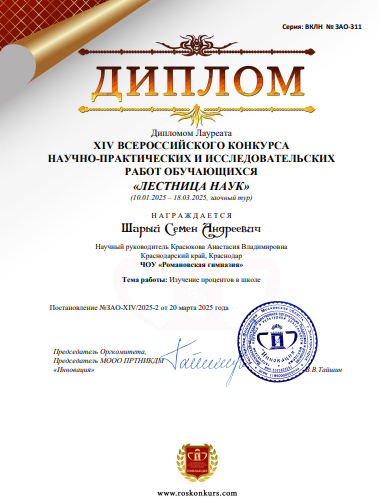 Серия: ВКЛН № ЗАО-311
ДИПЛОМ
Дипломом Лауреата
XIV ВСЕРОССИЙСКОГО КОНКУРСА
НАУЧНО-ПРАКТИЧЕСКИХ И ИССЛЕДОВАТЕЛЬСКИХ
РАБОТ ОБУЧАЮЩИХСЯ
«ЛЕСТНИЦА НАУК»
(10.01.2025 – 18.03.2025, заочный тур)
НАГРАЖДАЕТСЯ
Шарый Семен Андреевич
Научный руководитель Красюкова Анастасия Владимировна
Краснодарский край, Краснодар
ЧОУ «Романовская гимназия»
Тема работы: Изучение процентов в школе
Постановление №ЗАО-XIV/2025-2 от 20 марта 2025 года
Председатель Оргкомитета,
Председатель МООО ПРТНИКДМ
«Инновация»
В.В.Тайшин
Инновация
www.roskonkurs.com